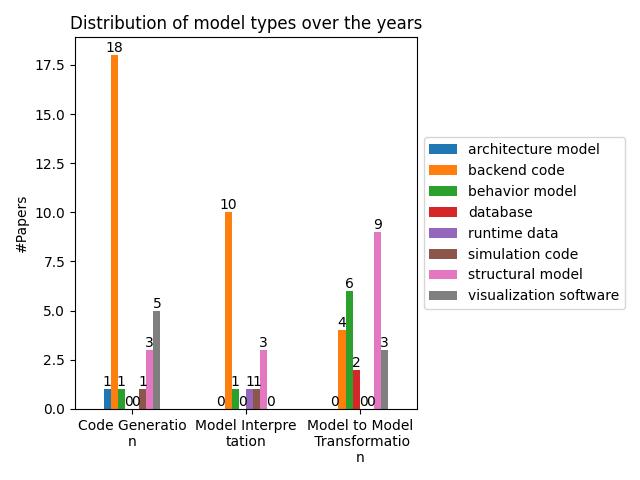 Distribution of model types over the years
#Papers
17.5
15.0
12.5
10.0
7.5
5.0
2.5
0.0
1
18
1
0
0
1
3
5
0
10
1
0
1
1
3
0
0
4
6
2
0
0
9
3
Code Generatio
n
Model Interpre
tation
Model to Model
Transformatio
n
architecture model
backend code
behavior model
database
runtime data
simulation code
structural model
visualization software